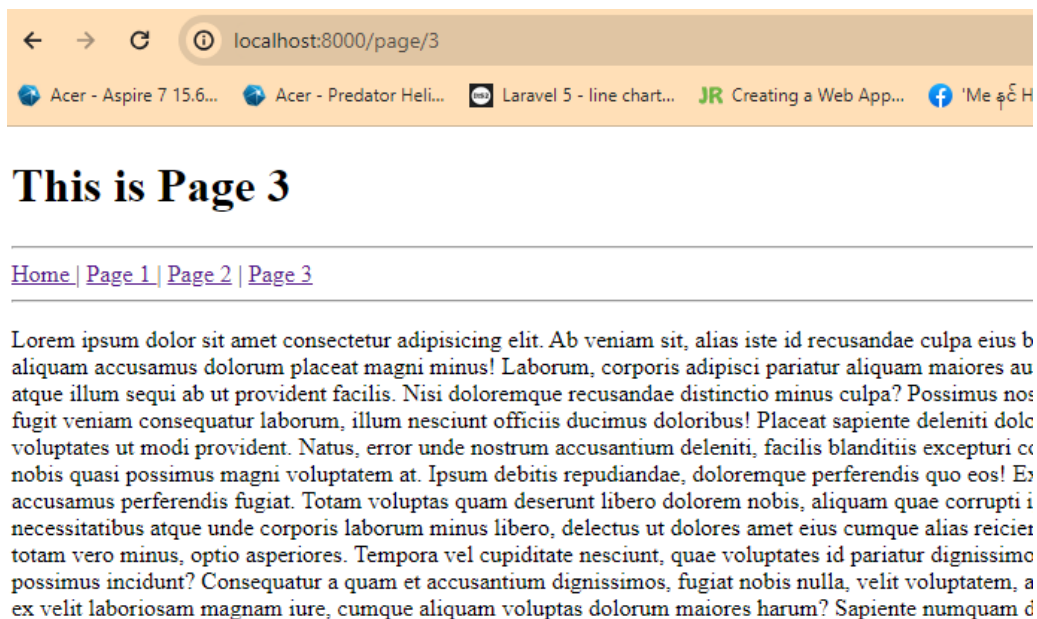 localhost:8000/page/3
Acer - Aspire 7 15.6... Acer - Predator Heli... Laravel 5 - line chart... JR Creating a Web App... 'Me နှင့် H
This is Page 3
Home | Page 1 | Page 2 | Page 3
Lorem ipsum dolor sit amet consectetur adipisicing elit. Ab veniam sit, alias iste id recusandae culpa eius b
aliquam accusamus dolorum placeat magni minus! Laborum, corporis adipisci pariatur aliquam maiores au
atque illum sequi ab ut provident facilis. Nisi doloremque recusandae distinctio minus culpa? Possimus nos
fugit veniam consequatur laborum, illum nesciunt officiis ducimus doloribus! Placeat sapiente deleniti dolo
voluptates ut modi provident. Natus, error unde nostrum accusantium deleniti, facilis blanditiis excepturi co
nobis quasi possimus magni voluptatem at. Ipsum debitis repudiandae, doloremque perferendis quo eos! Ex
accusamus perferendis fugiat. Totam voluptas quam deserunt libero dolorem nobis, aliquam quae corrupti i
necessitatibus atque unde corporis laborum minus libero, delectus ut dolores amet eius cumque alias reicien
totam vero minus, optio asperiores. Tempora vel cupiditate nesciunt, quae voluptates id pariatur dignissimo
possimus incidunt? Consequatur a quam et accusantium dignissimos, fugiat nobis nulla, velit voluptatem, a
ex velit laboriosam magnam iure, cumque aliquam voluptas dolorum maiores harum? Sapiente numquam d